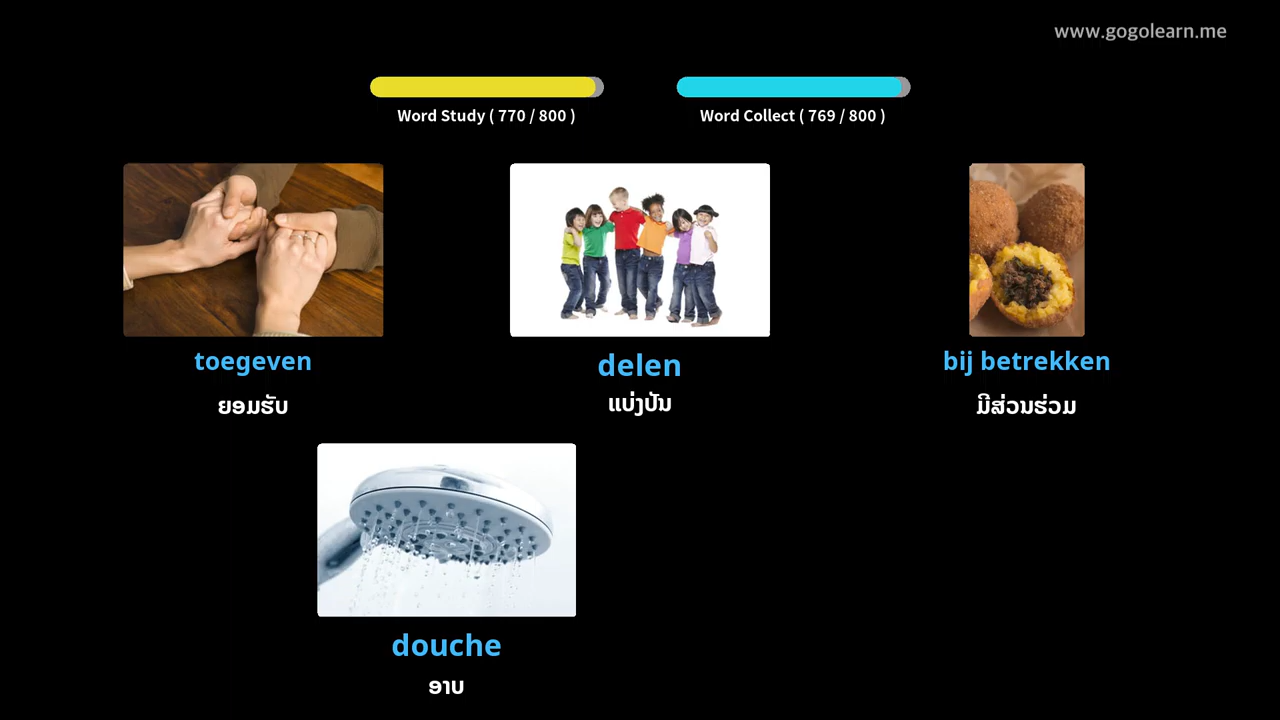 www.gogolearn.me
Word Study ( 770 / 800 )
Word Collect ( 769 / 800 )
toegeven
ຍອມຮັບ
delen
ແບ່ງປັນ
bij betrekken
ມີສ່ວນຮ່ວມ
douche
ອາບ